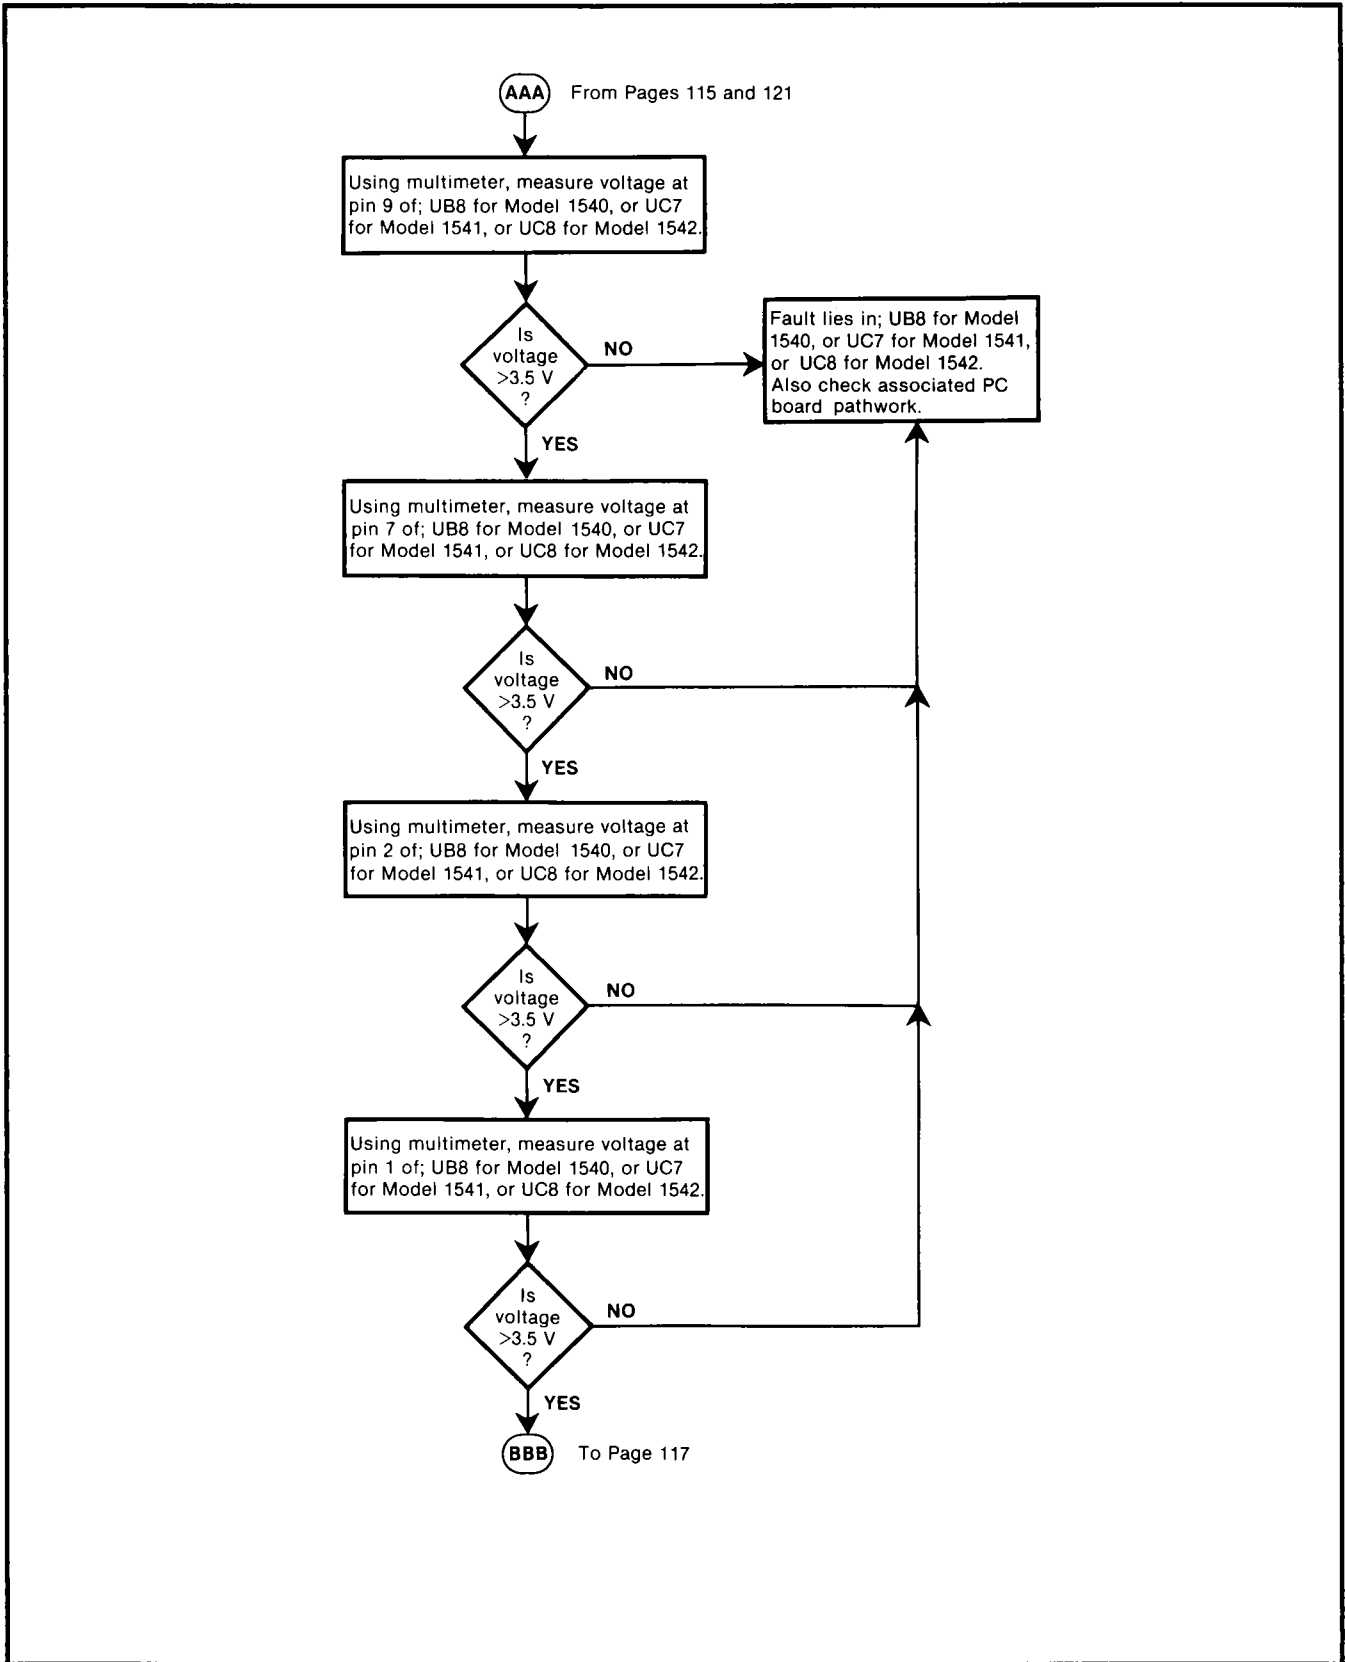 AAA From Pages 115 and 121
Using multimeter, measure voltage at
pin 9 of; UB8 for Model 1540, or UC7
for Model 1541, or UC8 for Model 1542.
Is
voltage
>3.5 V
?
NO
Fault lies in; UB8 for Model
1540, or UC7 for Model 1541,
or UC8 for Model 1542.
Also check associated PC
board pathwork.
YES
Using multimeter, measure voltage at
pin 7 of; UB8 for Model 1540, or UC7
for Model 1541, or UC8 for Model 1542.
Is
voltage
>3.5 V
?
NO
YES
Using multimeter, measure voltage at
pin 2 of; UB8 for Model 1540, or UC7
for Model 1541, or UC8 for Model 1542.
Is
voltage
>3.5 V
?
NO
YES
Using multimeter, measure voltage at
pin 1 of; UB8 for Model 1540, or UC7
for Model 1541, or UC8 for Model 1542.
Is
voltage
>3.5 V
?
NO
YES
BBB To Page 117